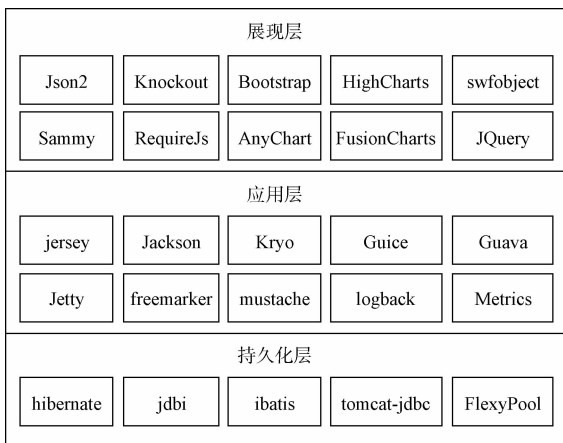 展现层
Json2 Knockout Bootstrap HighCharts swfobject
Sammy RequireJs AnyChart FusionCharts JQuery
应用层
jersey Jackson Kryo Guice Guava
Jetty freemarker mustache logback Metrics
持久化层
hibernate jdbi ibatis tomcat-jdbc FlexyPool